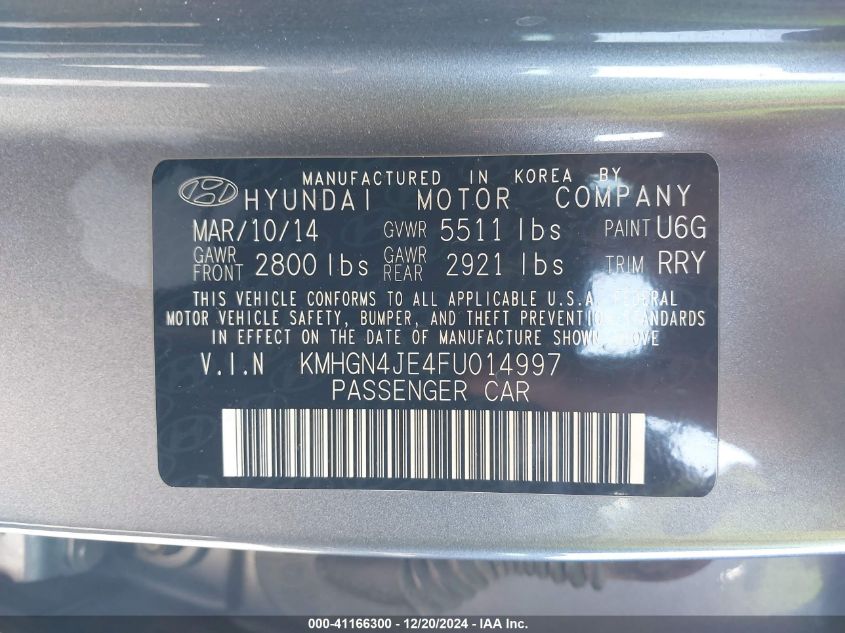 MANUFACTURED IN KOREA BY
HYUNDAI MOTOR COMPANY
MAR/10/14 GVWR 5511 lbs PAINT U6G
GAWR FRONT 2800 lbs GAWR REAR 2921 lbs TRIM RRY
THIS VEHICLE CONFORMS TO ALL APPLICABLE U.S.A. FEDERAL
MOTOR VEHICLE SAFETY, BUMPER, AND THEFT PREVENTION STANDARDS
IN EFFECT ON THE DATE OF MANUFACTURE SHOWN ABOVE
V.I.N KMHGN4JE4FU014997
PASSENGER CAR
000-41166300 - 12/20/2024 - IAA Inc.